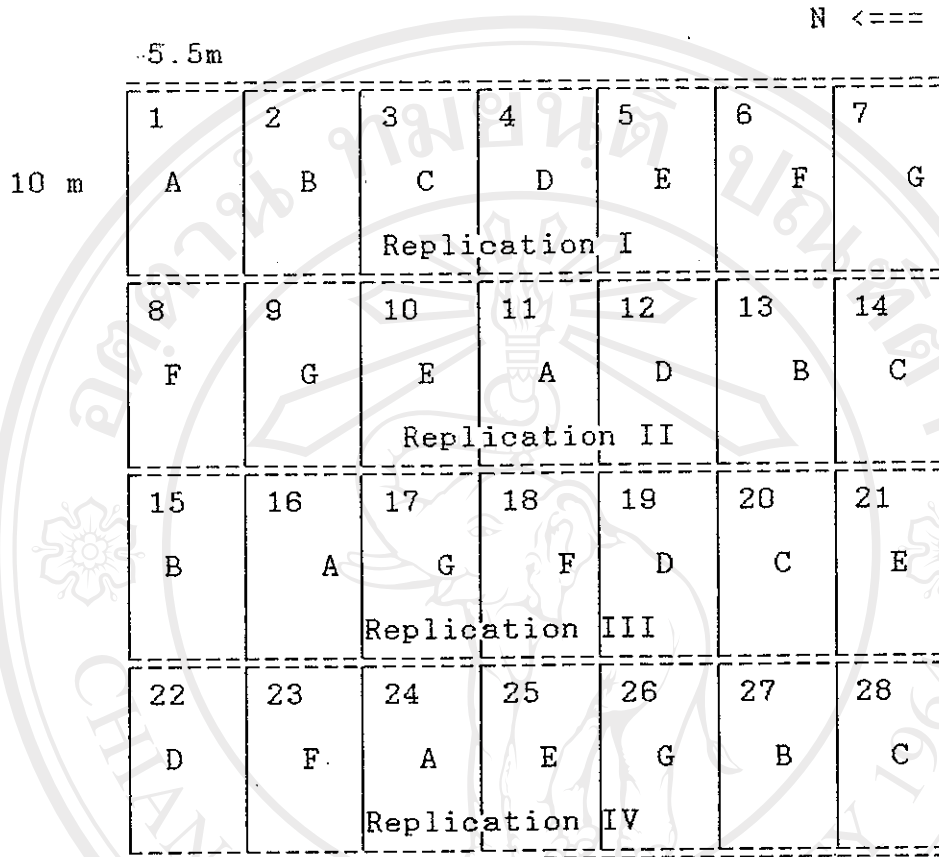 N <===
5.5m
1 2 3 4 5 6 7
10 m A B C D E F G
Replication I
8 9 10 11 12 13 14
F G E A D B C
Replication II
15 16 17 18 19 20 21
B A G F D C E
Replication III
22 23 24 25 26 27 28
D F A E G B C
Replication IV